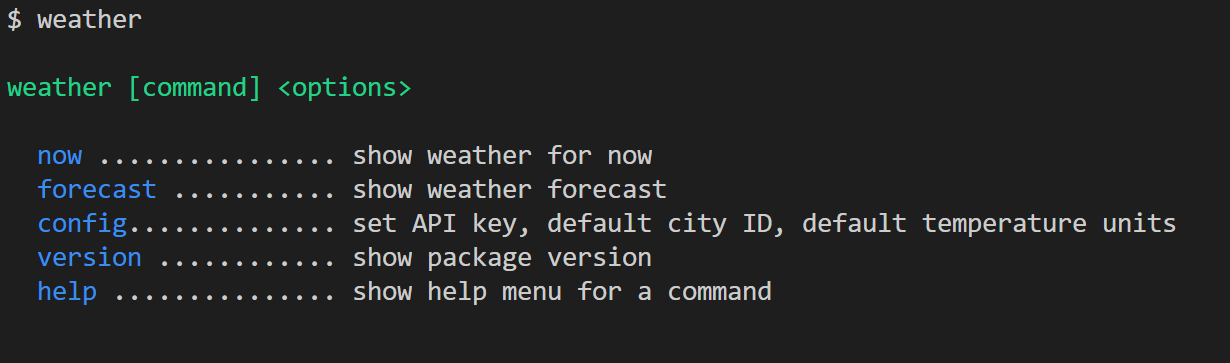 $ weather
weather [command] <options>
now ................ show weather for now
forecast ........... show weather forecast
config.............. set API key, default city ID, default temperature units
version ............ show package version
help ............... show help menu for a command